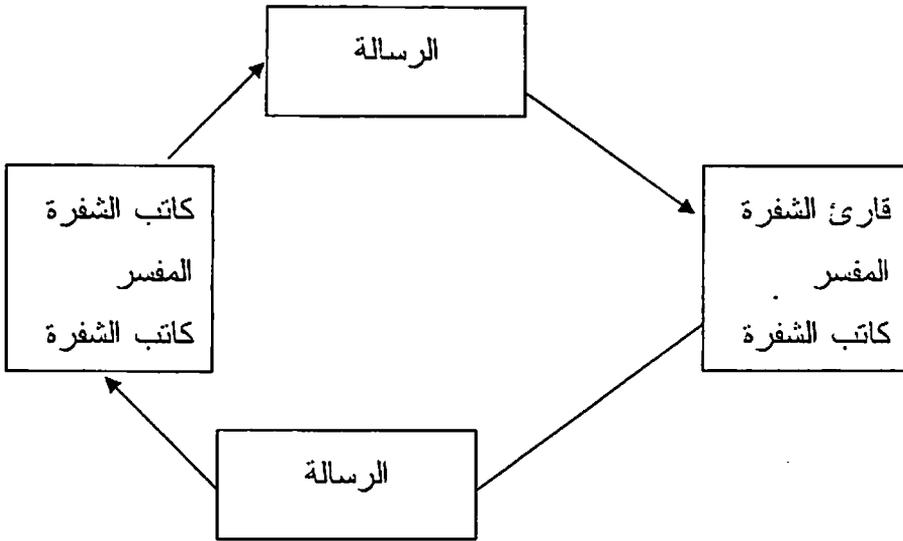 الرسالة
قارئ الشفرة
المفسر
كاتب الشفرة
كاتب الشفرة
المفسر
كاتب الشفرة
الرسالة